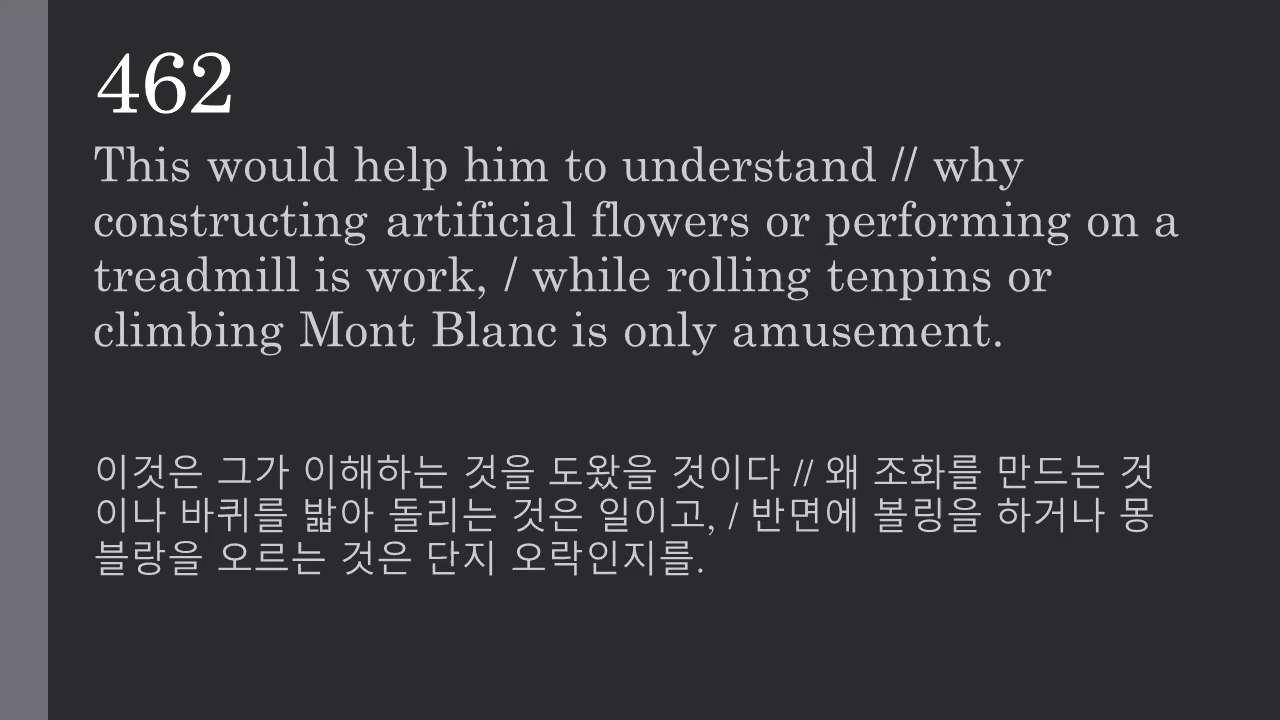 462
This would help him to understand // why
constructing artificial flowers or performing on a
treadmill is work, / while rolling tenpins or
climbing Mont Blanc is only amusement.
이것은 그가 이해하는 것을 도왔을 것이다 // 왜 조화를 만드는 것
이나 바퀴를 밟아 돌리는 것은 일이고, / 반면에 볼링을 하거나 몽
블랑을 오르는 것은 단지 오락인지를.